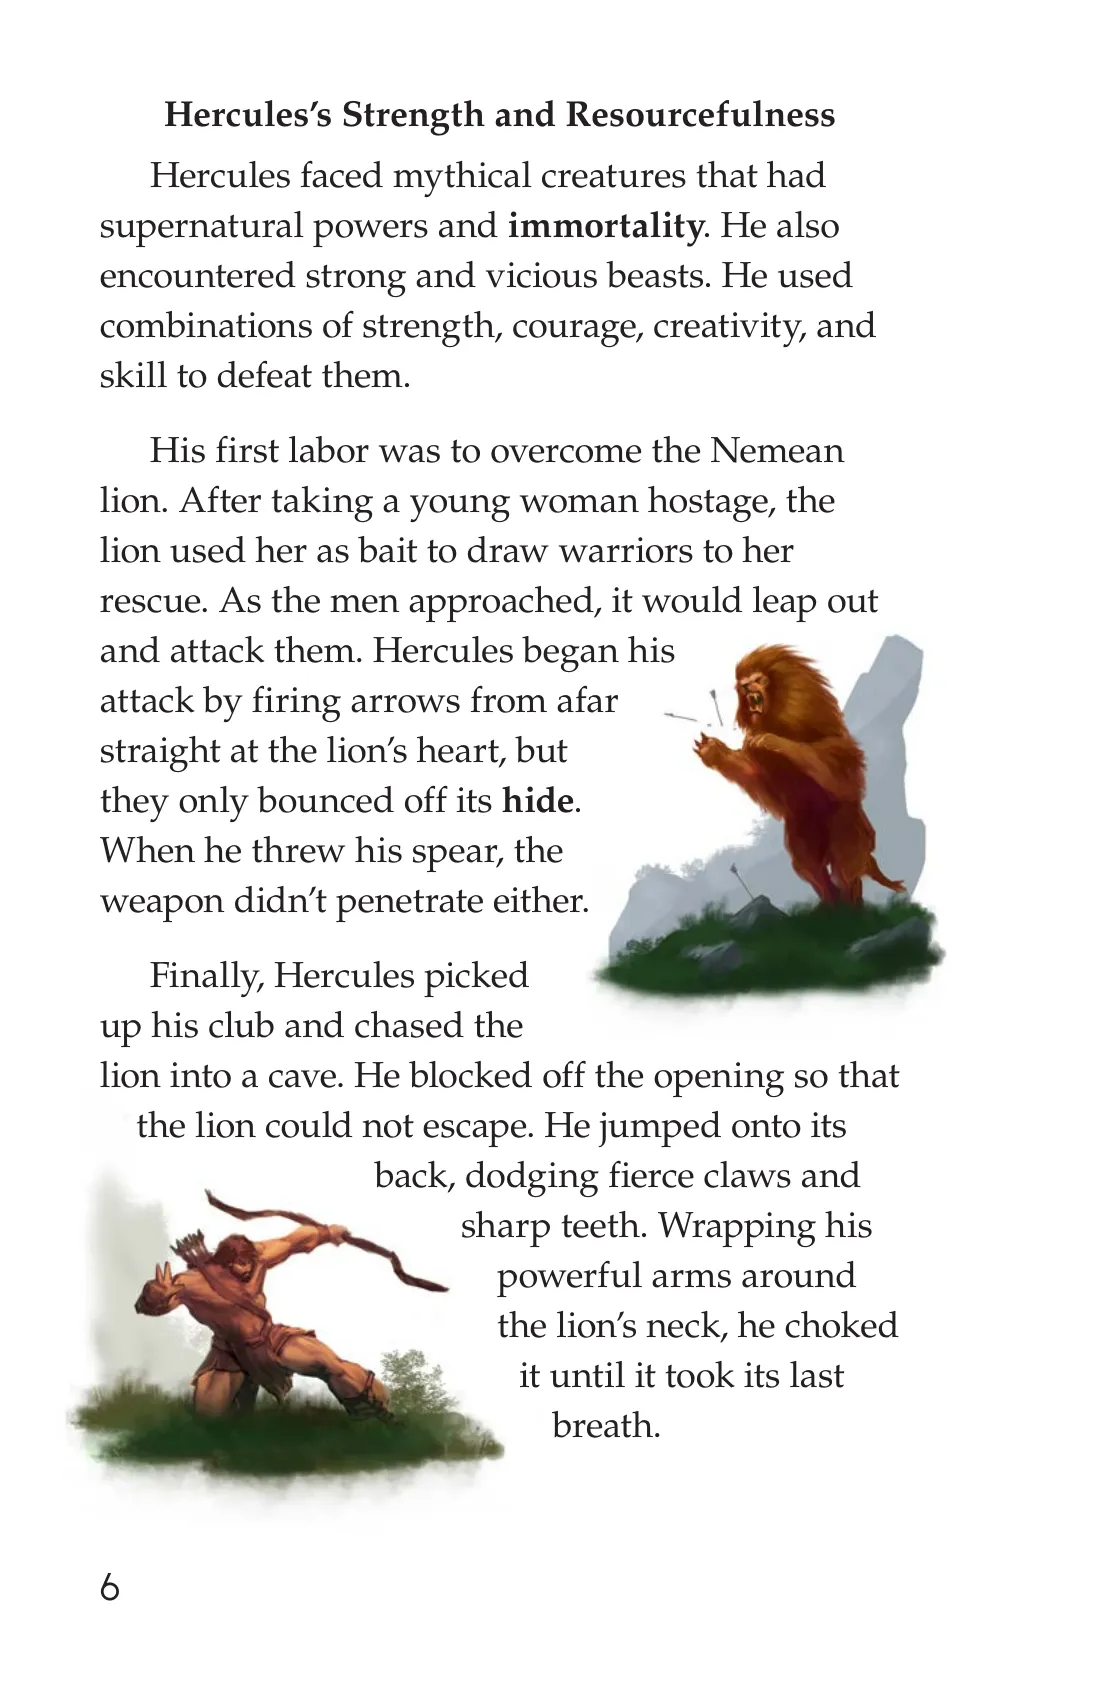 Hercules’s Strength and Resourcefulness
Hercules faced mythical creatures that had
supernatural powers and immortality. He also
encountered strong and vicious beasts. He used
combinations of strength, courage, creativity, and
skill to defeat them.
His first labor was to overcome the Nemean
lion. After taking a young woman hostage, the
lion used her as bait to draw warriors to her
rescue. As the men approached, it would leap out
and attack them. Hercules began his
attack by firing arrows from afar
straight at the lion’s heart, but
they only bounced off its hide.
When he threw his spear, the
weapon didn’t penetrate either.
Finally, Hercules picked
up his club and chased the
lion into a cave. He blocked off the opening so that
the lion could not escape. He jumped onto its
back, dodging fierce claws and
sharp teeth. Wrapping his
powerful arms around
the lion’s neck, he choked
it until it took its last
breath.
6